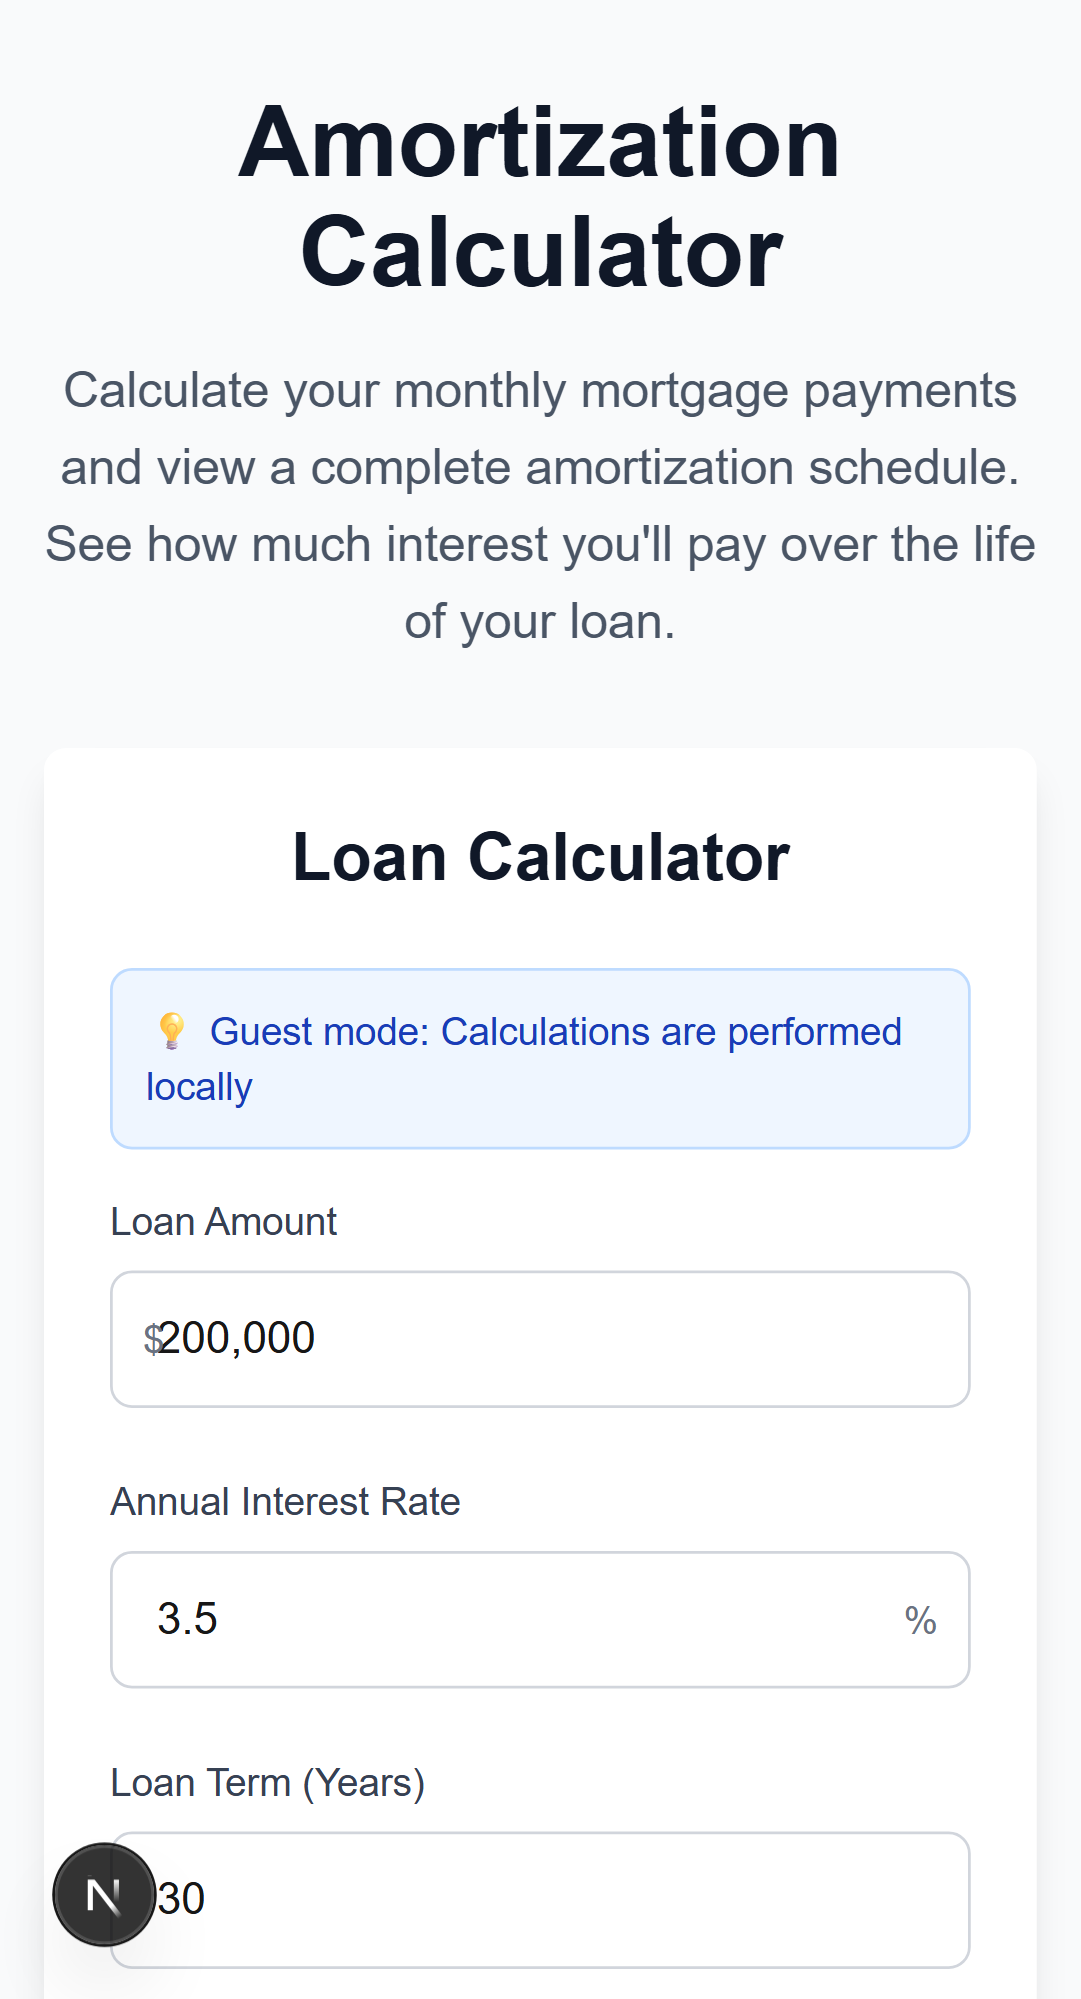 Amortization
Calculator
Calculate your monthly mortgage payments
and view a complete amortization schedule.
See how much interest you'll pay over the life
of your loan.
Loan Calculator
💡 Guest mode: Calculations are performed
locally
Loan Amount
$200,000
Annual Interest Rate
3.5 %
Loan Term (Years)
N 30